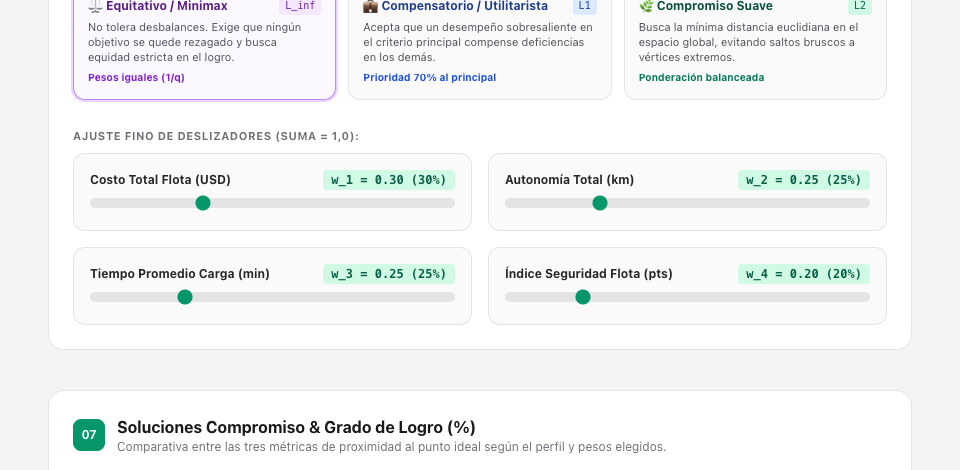 ⚖️ Equitativo / Minimax L_inf
No tolera desbalances. Exige que ningún
objetivo se quede rezagado y busca
equidad estricta en el logro.
Pesos iguales (1/q)
💼 Compensatorio / Utilitarista L1
Acepta que un desempeño sobresaliente en
el criterio principal compense deficiencias
en los demás.
Prioridad 70% al principal
🌿 Compromiso Suave L2
Busca la mínima distancia euclidiana en el
espacio global, evitando saltos bruscos a
vértices extremos.
Ponderación balanceada
AJUSTE FINO DE DESLIZADORES (SUMA = 1,0):
Costo Total Flota (USD) w_1 = 0.30 (30%)
Autonomía Total (km) w_2 = 0.25 (25%)
Tiempo Promedio Carga (min) w_3 = 0.25 (25%)
Índice Seguridad Flota (pts) w_4 = 0.20 (20%)
07 Soluciones Compromiso & Grado de Logro (%)
Comparativa entre las tres métricas de proximidad al punto ideal según el perfil y pesos elegidos.